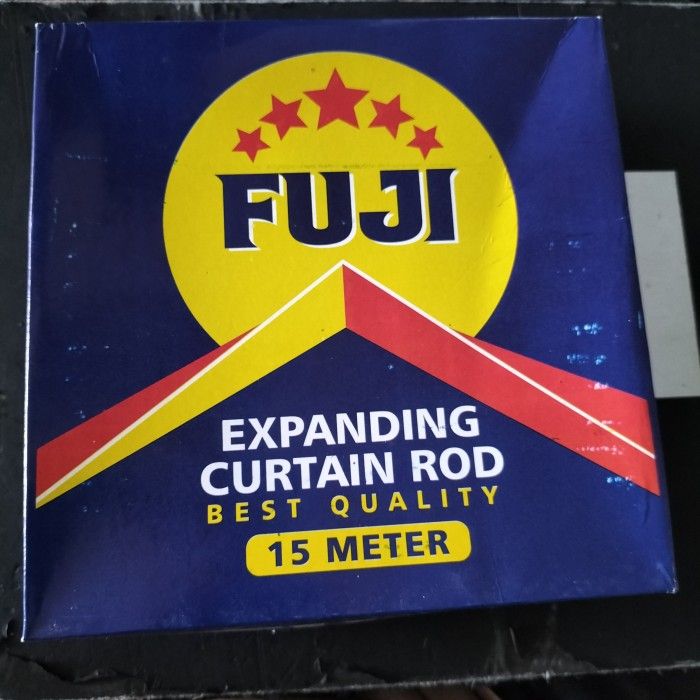 FUJI
EXPANDING
CURTAIN ROD
BEST QUALITY
15 METER